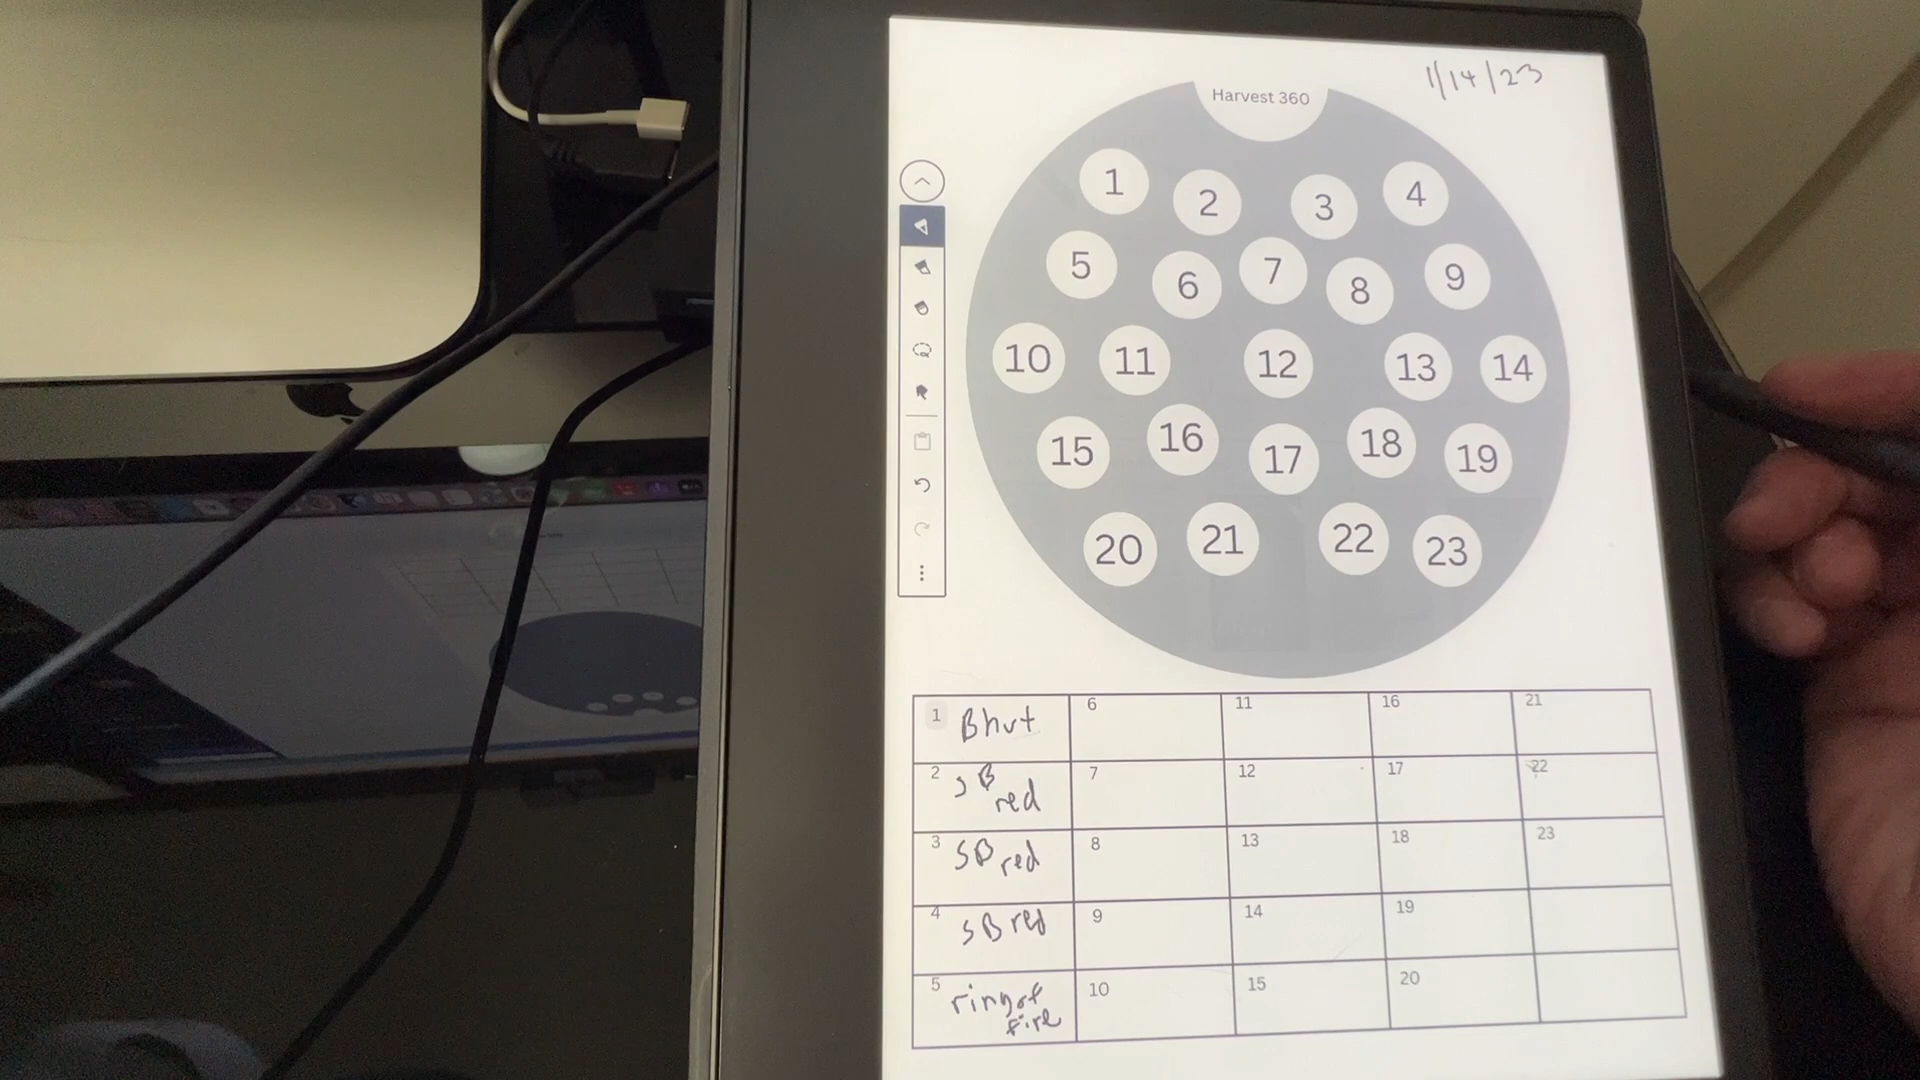 1/14/23
Harvest 360
1 2 3 4
5 6 7 8 9
10 11 12 13 14
15 16 17 18 19
20 21 22 23
1 Bhut 6 11 16 21
2 SB red 7 12 17 22
3 SB red 8 13 18 23
4 SB red 9 14 19
5 ring of fire 10 15 20